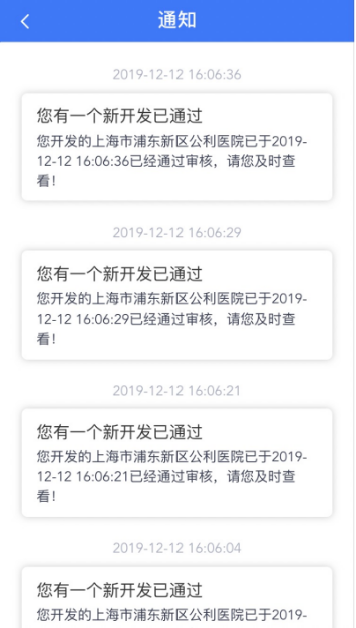 通知
2019-12-12 16:06:36
您有一个新开发已通过
您开发的上海市浦东新区公利医院已于2019-
12-12 16:06:36已经通过审核，请您及时查
看！
2019-12-12 16:06:29
您有一个新开发已通过
您开发的上海市浦东新区公利医院已于2019-
12-12 16:06:29已经通过审核，请您及时查
看！
2019-12-12 16:06:21
您有一个新开发已通过
您开发的上海市浦东新区公利医院已于2019-
12-12 16:06:21已经通过审核，请您及时查
看！
2019-12-12 16:06:04
您有一个新开发已通过
您开发的上海市浦东新区公利医院已于2019-